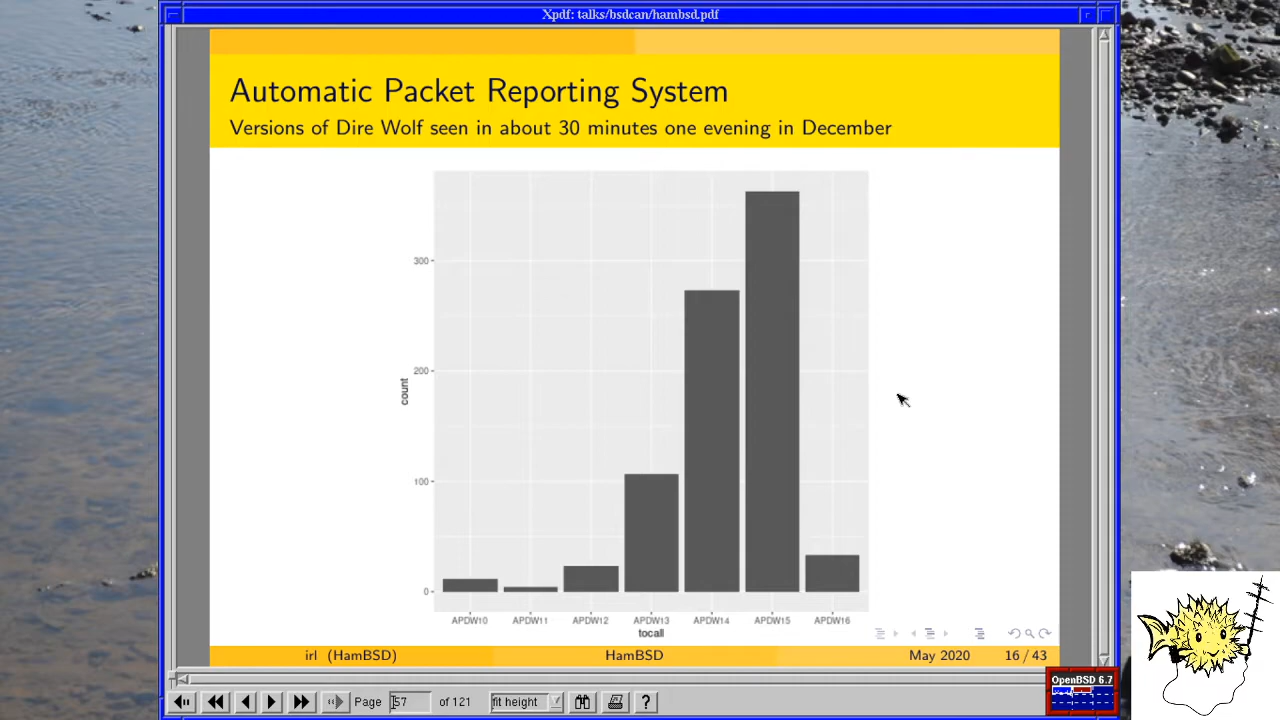 Xpdf: talks/bsdcan/hambsd.pdf
Automatic Packet Reporting System
Versions of Dire Wolf seen in about 30 minutes one evening in December
300
200
100
0
count
APDW10 APDW11 APDW12 APDW13 APDW14 APDW15 APDW16
tocall
irl (HamBSD) HamBSD May 2020 16 / 43
OpenBSD 6.7
Page 57 of 121 fit height ?